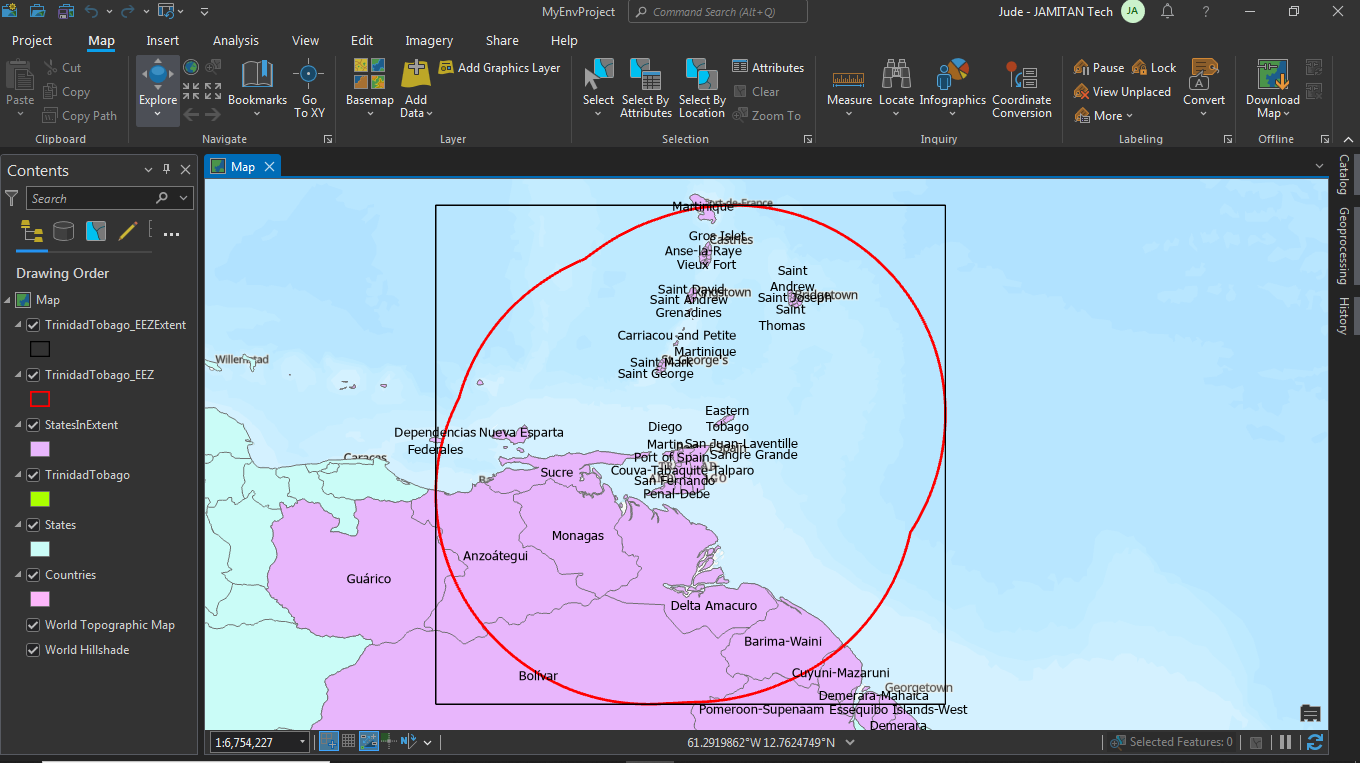 MyEnvProject
Command Search (Alt+Q)
Jude - JAMITAN Tech
JA
?
Project
Map
Insert
Analysis
View
Edit
Imagery
Share
Help
Paste
Cut
Copy
Copy Path
Clipboard
Explore
Bookmarks
Go
To XY
Navigate
Basemap
Add
Data
Add Graphics Layer
Layer
Select
Select By
Attributes
Select By
Location
Attributes
Clear
Zoom To
Selection
Measure
Locate
Infographics
Coordinate
Conversion
Inquiry
Pause
Lock
View Unplaced
More
A
Convert
Labeling
Download
Map
Offline
Contents
Search
Drawing Order
Map
TrinidadTobago_EEZExtent
TrinidadTobago_EEZ
StatesInExtent
TrinidadTobago
States
Countries
World Topographic Map
World Hillshade
Map
Catalog
Geoprocessing
History
Martinique
Gros Islet
Castries
Anse-la-Raye
Vieux Fort
Saint David
Saint Andrew
Grenadines
Saint
Andrew
Saint Joseph
Saint
Thomas
Carriacou and Petite
Martinique
Saint Mark
Saint George
Willemstad
Eastern
Tobago
Diego
Martin
San Juan-Laventille
Port of Spain
Sangre Grande
Couva-Tabaquite-Talparo
San Fernando
Penal-Debe
Dependencias
Federales
Nueva Esparta
Caracas
Sucre
Monagas
Anzoátegui
Guárico
Delta Amacuro
Barima-Waini
Bolívar
Cuyuni-Mazaruni
Georgetown
Demerara-Mahaica
Pomeroon-Supenaam
Essequibo Islands-West
Demerara
1:6,754,227
61.2919862°W 12.7624749°N
Selected Features: 0